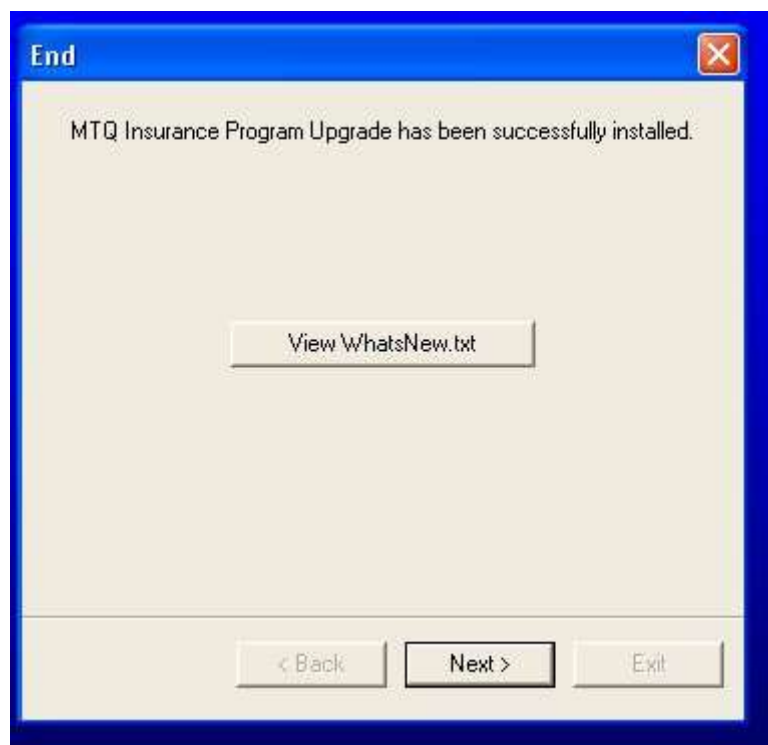 End
MTQ Insurance Program Upgrade has been successfully installed.
View WhatsNew.txt
< Back
Next >
Exit